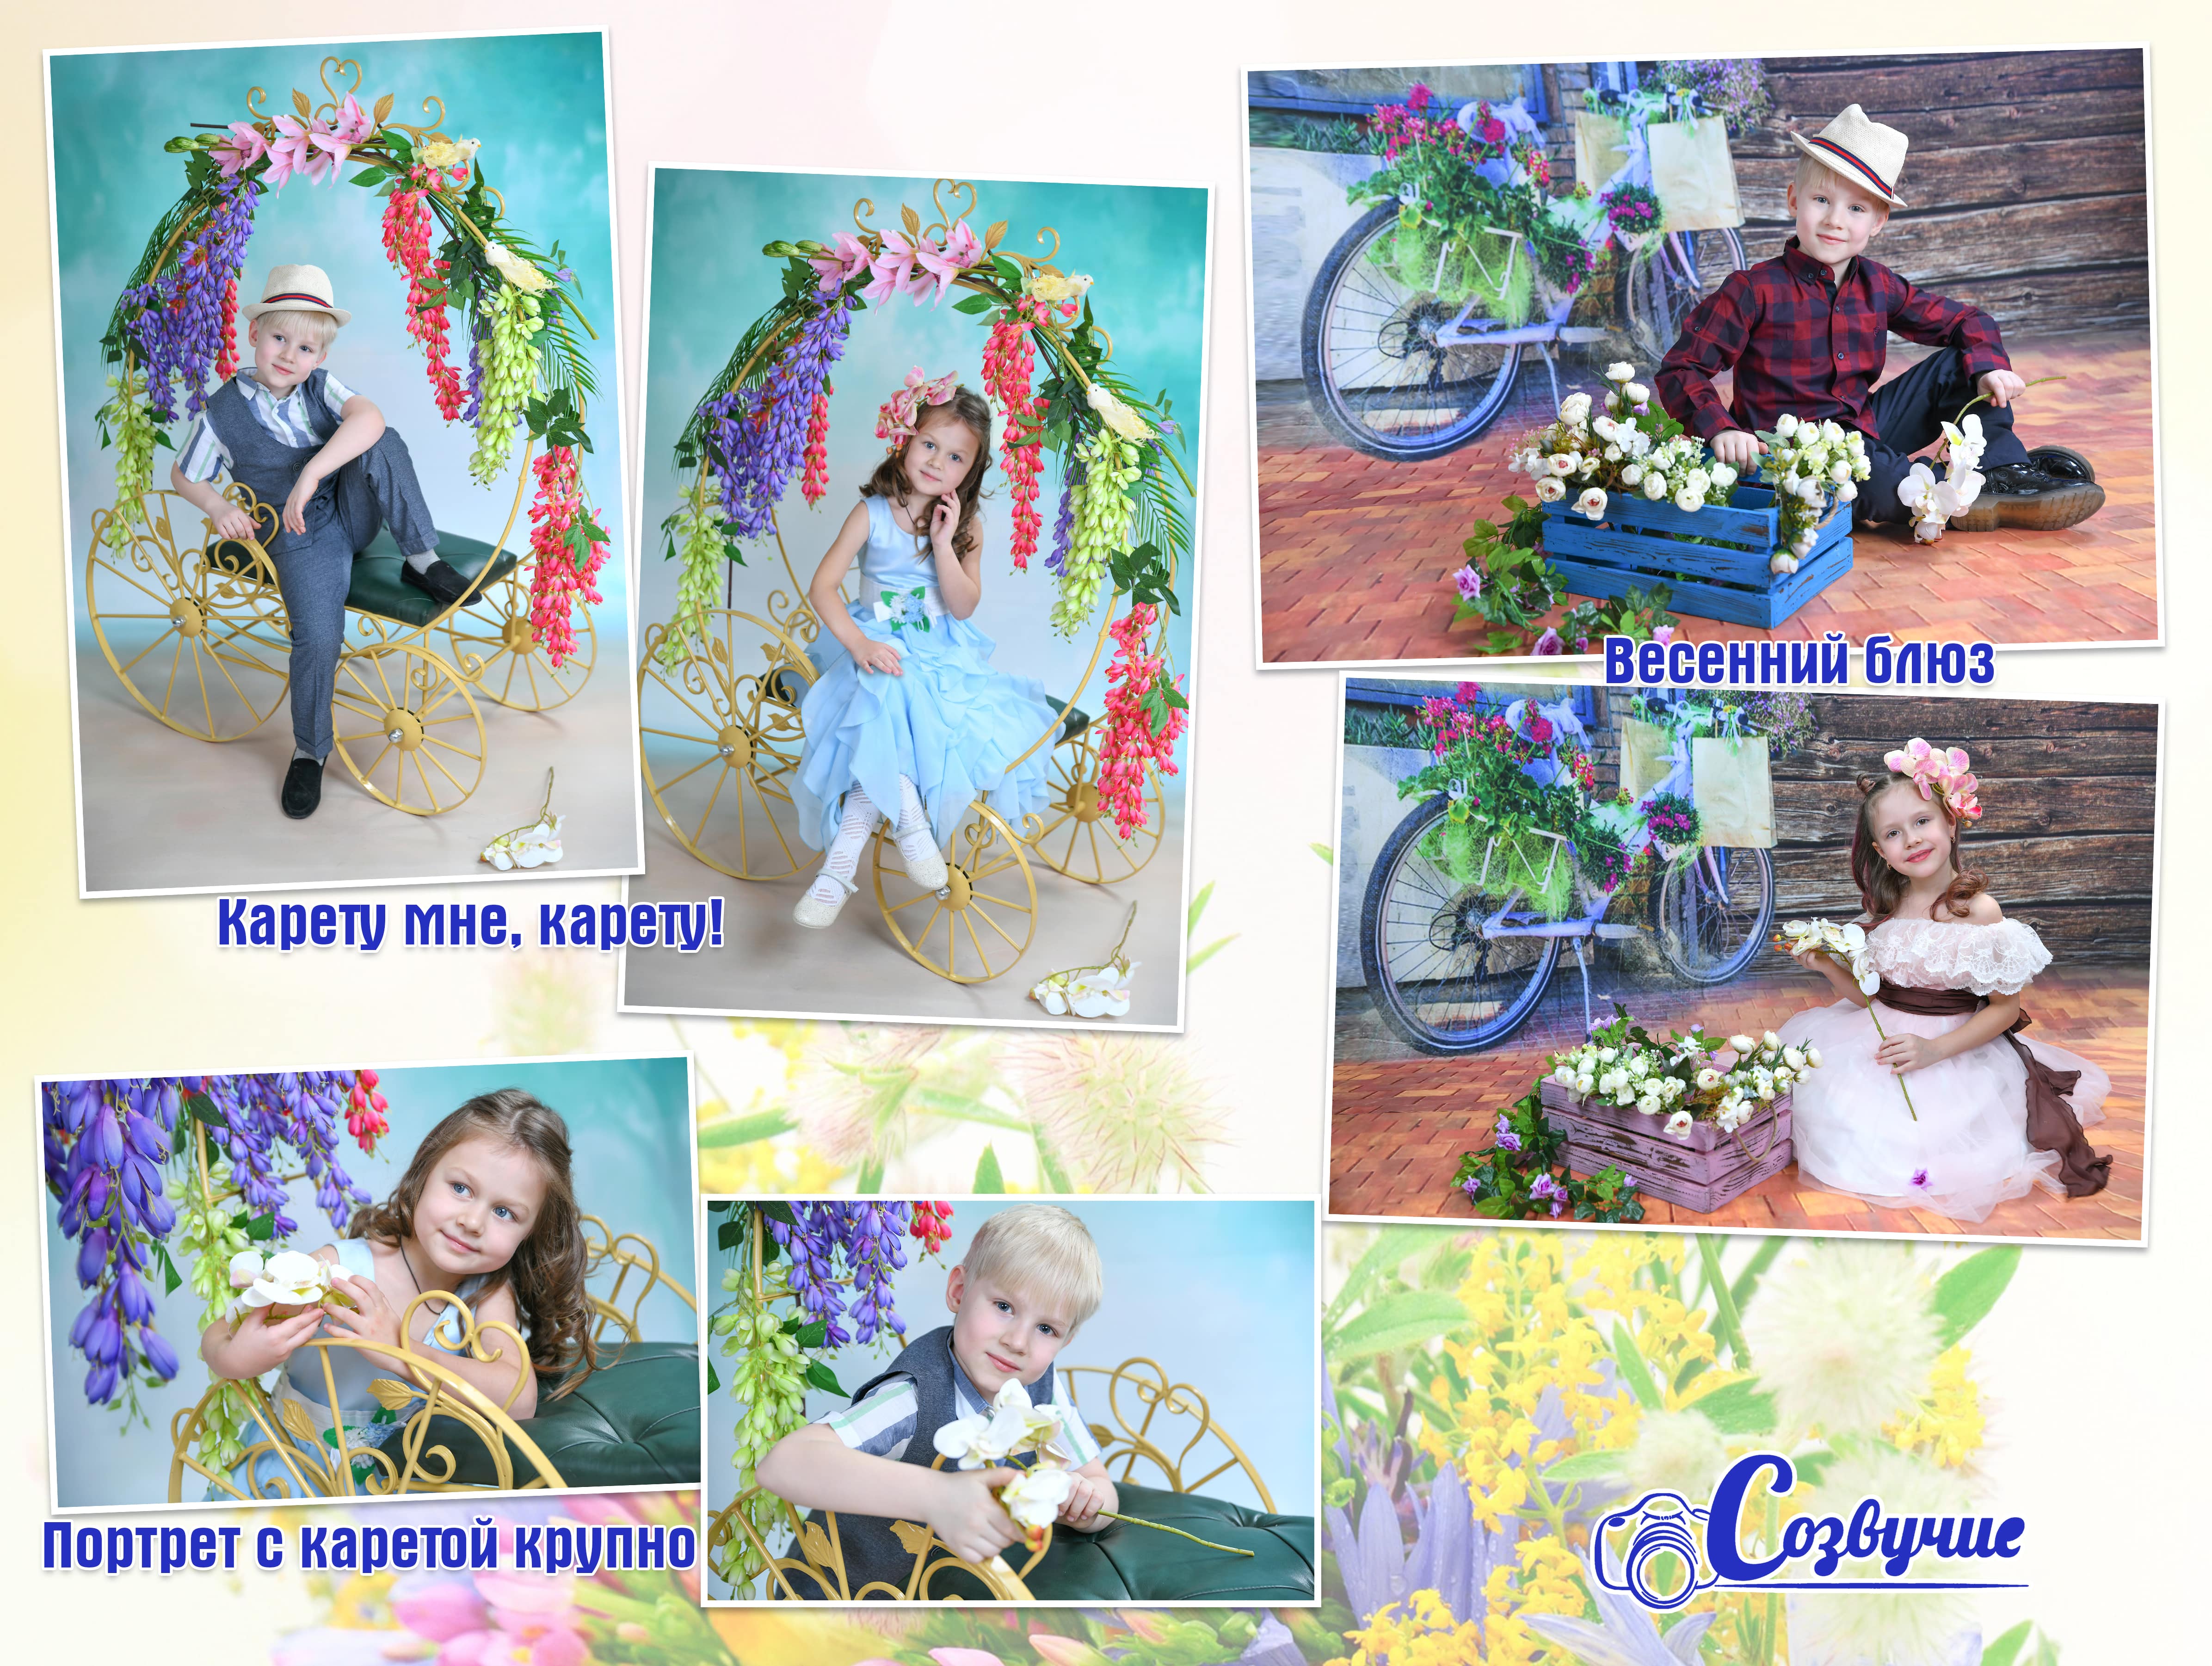 Карету мне, карету!
Весенний блюз
Портрет с каретой крупно
Созвучие